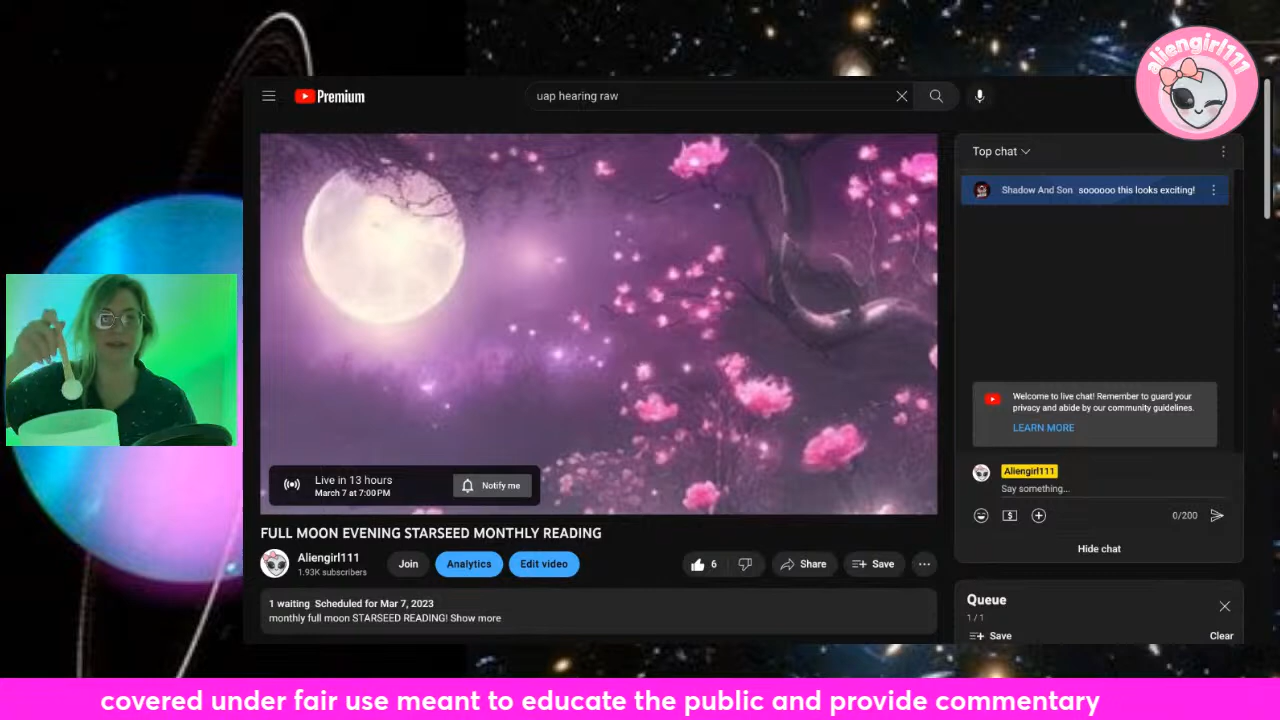 aliengirl111
Premium
uap hearing raw
Top chat
Shadow And Son soooooo this looks exciting!
Live in 13 hours
March 7 at 7:00 PM
Notify me
Welcome to live chat! Remember to guard your
privacy and abide by our community guidelines.
LEARN MORE
Aliengirl111
Say something...
0/200
Hide chat
FULL MOON EVENING STARSEED MONTHLY READING
Aliengirl111
1.93K subscribers
Join
Analytics
Edit video
6
Share
Save
1 waiting Scheduled for Mar 7, 2023
monthly full moon STARSEED READING! Show more
Queue
1 / 1
Save
Clear
covered under fair use meant to educate the public and provide commentary